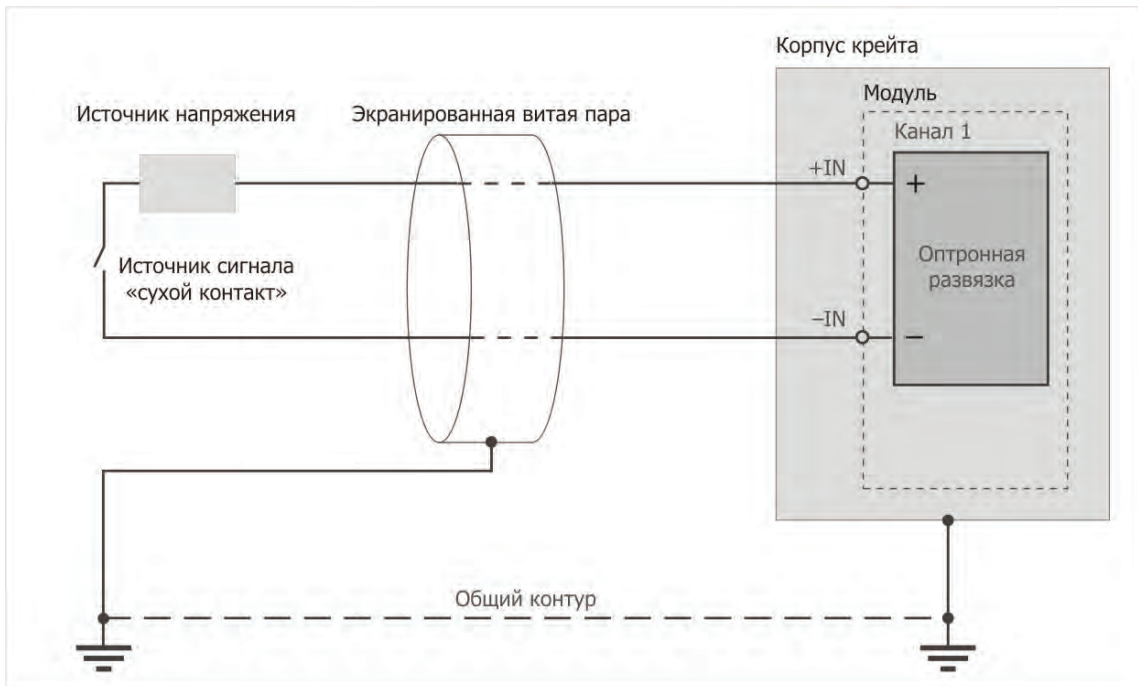 Корпус крейта
Источник напряжения
Экранированная витая пара
Модуль
Канал 1
+IN
+
Источник сигнала
«сухой контакт»
Оптронная
развязка
–IN
–
Общий контур